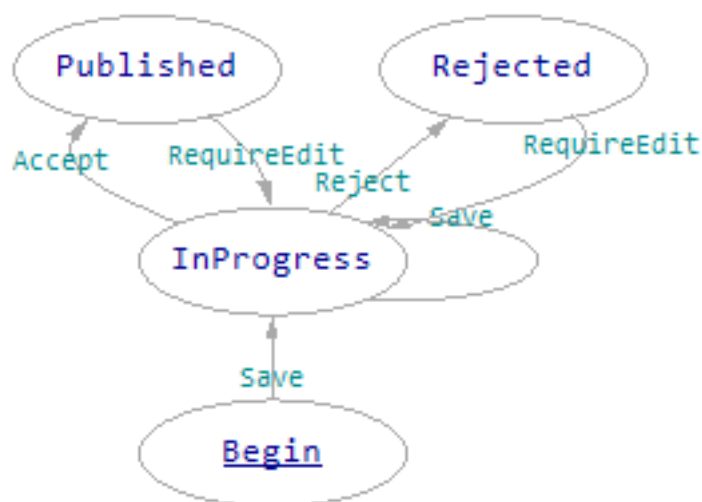 Published
Rejected
Accept
RequireEdit
RequireEdit
Reject
Save
InProgress
Save
Begin